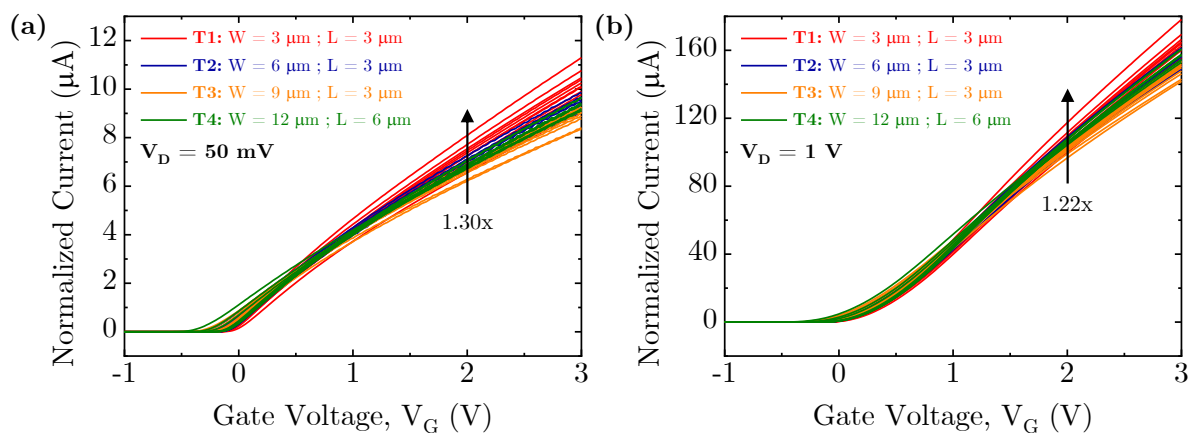 (a)
Normalized Current (μA)
12
10
8
6
4
2
0
T1: W = 3 μm ; L = 3 μm
T2: W = 6 μm ; L = 3 μm
T3: W = 9 μm ; L = 3 μm
T4: W = 12 μm ; L = 6 μm
V_D = 50 mV
1.30x
-1 0 1 2 3
Gate Voltage, V_G (V)
(b)
Normalized Current (μA)
160
120
80
40
0
T1: W = 3 μm ; L = 3 μm
T2: W = 6 μm ; L = 3 μm
T3: W = 9 μm ; L = 3 μm
T4: W = 12 μm ; L = 6 μm
V_D = 1 V
1.22x
-1 0 1 2 3
Gate Voltage, V_G (V)